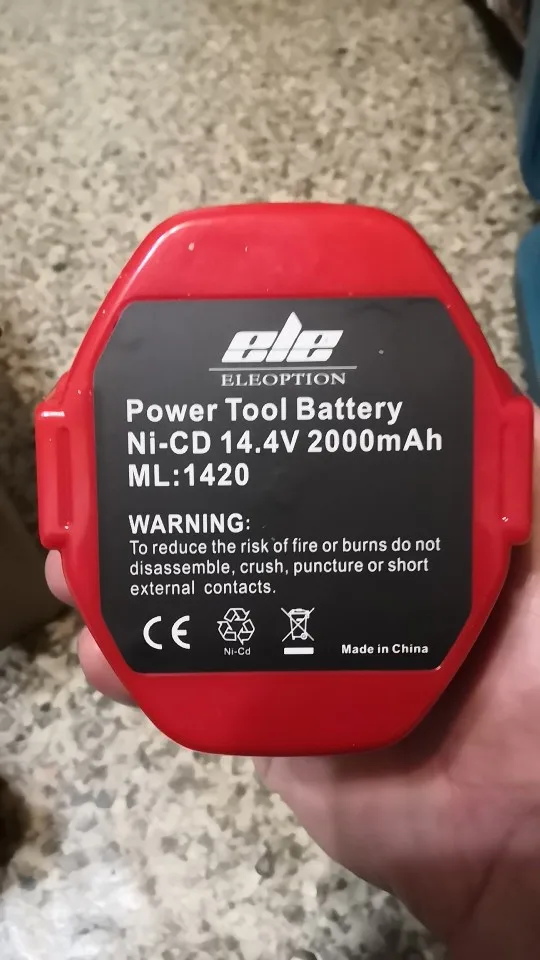 ele
ELEOPTION
Power Tool Battery
Ni-CD 14.4V 2000mAh
ML:1420
WARNING:
To reduce the risk of fire or burns do not
disassemble, crush, puncture or short
external contacts.
CE
Ni-Cd
Made in China